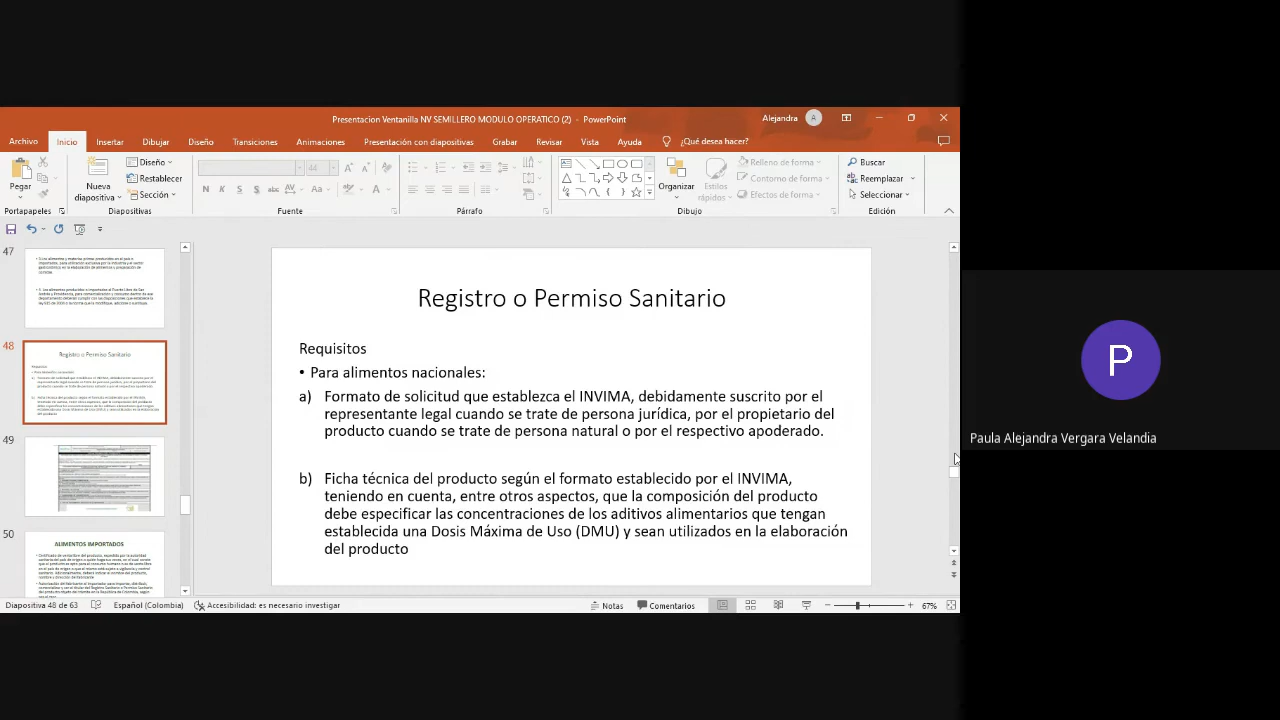 Presentacion Ventanilla NV SEMILLERO MODULO OPERATICO (2) - PowerPoint
Alejandra
A
Archivo Inicio Insertar Dibujar Diseño Transiciones Animaciones Presentación con diapositivas Grabar Revisar Vista Ayuda ¿Qué desea hacer?
Pegar
Nueva diapositiva
Diseño
Restablecer
Sección
44
N K S S abc AV Aa A
Organizar
Estilos rápidos
Relleno de forma
Contorno de forma
Efectos de forma
Buscar
Reemplazar
Seleccionar
Portapapeles Diapositivas Fuente Párrafo Dibujo Edición
47
48
Registro o Permiso Sanitario
49
50
ALIMENTOS IMPORTADOS
Registro o Permiso Sanitario
Requisitos
• Para alimentos nacionales:
a) Formato de solicitud que establezca el INVIMA, debidamente suscrito por el
representante legal cuando se trate de persona jurídica, por el propietario del
producto cuando se trate de persona natural o por el respectivo apoderado.
b) Ficha técnica del producto según el formato establecido por el INVIMA,
teniendo en cuenta, entre otros aspectos, que la composición del producto
debe especificar las concentraciones de los aditivos alimentarios que tengan
establecida una Dosis Máxima de Uso (DMU) y sean utilizados en la elaboración
del producto
Diapositiva 48 de 63 Español (Colombia) Accesibilidad: es necesario investigar Notas Comentarios 67%
P
Paula Alejandra Vergara Velandia